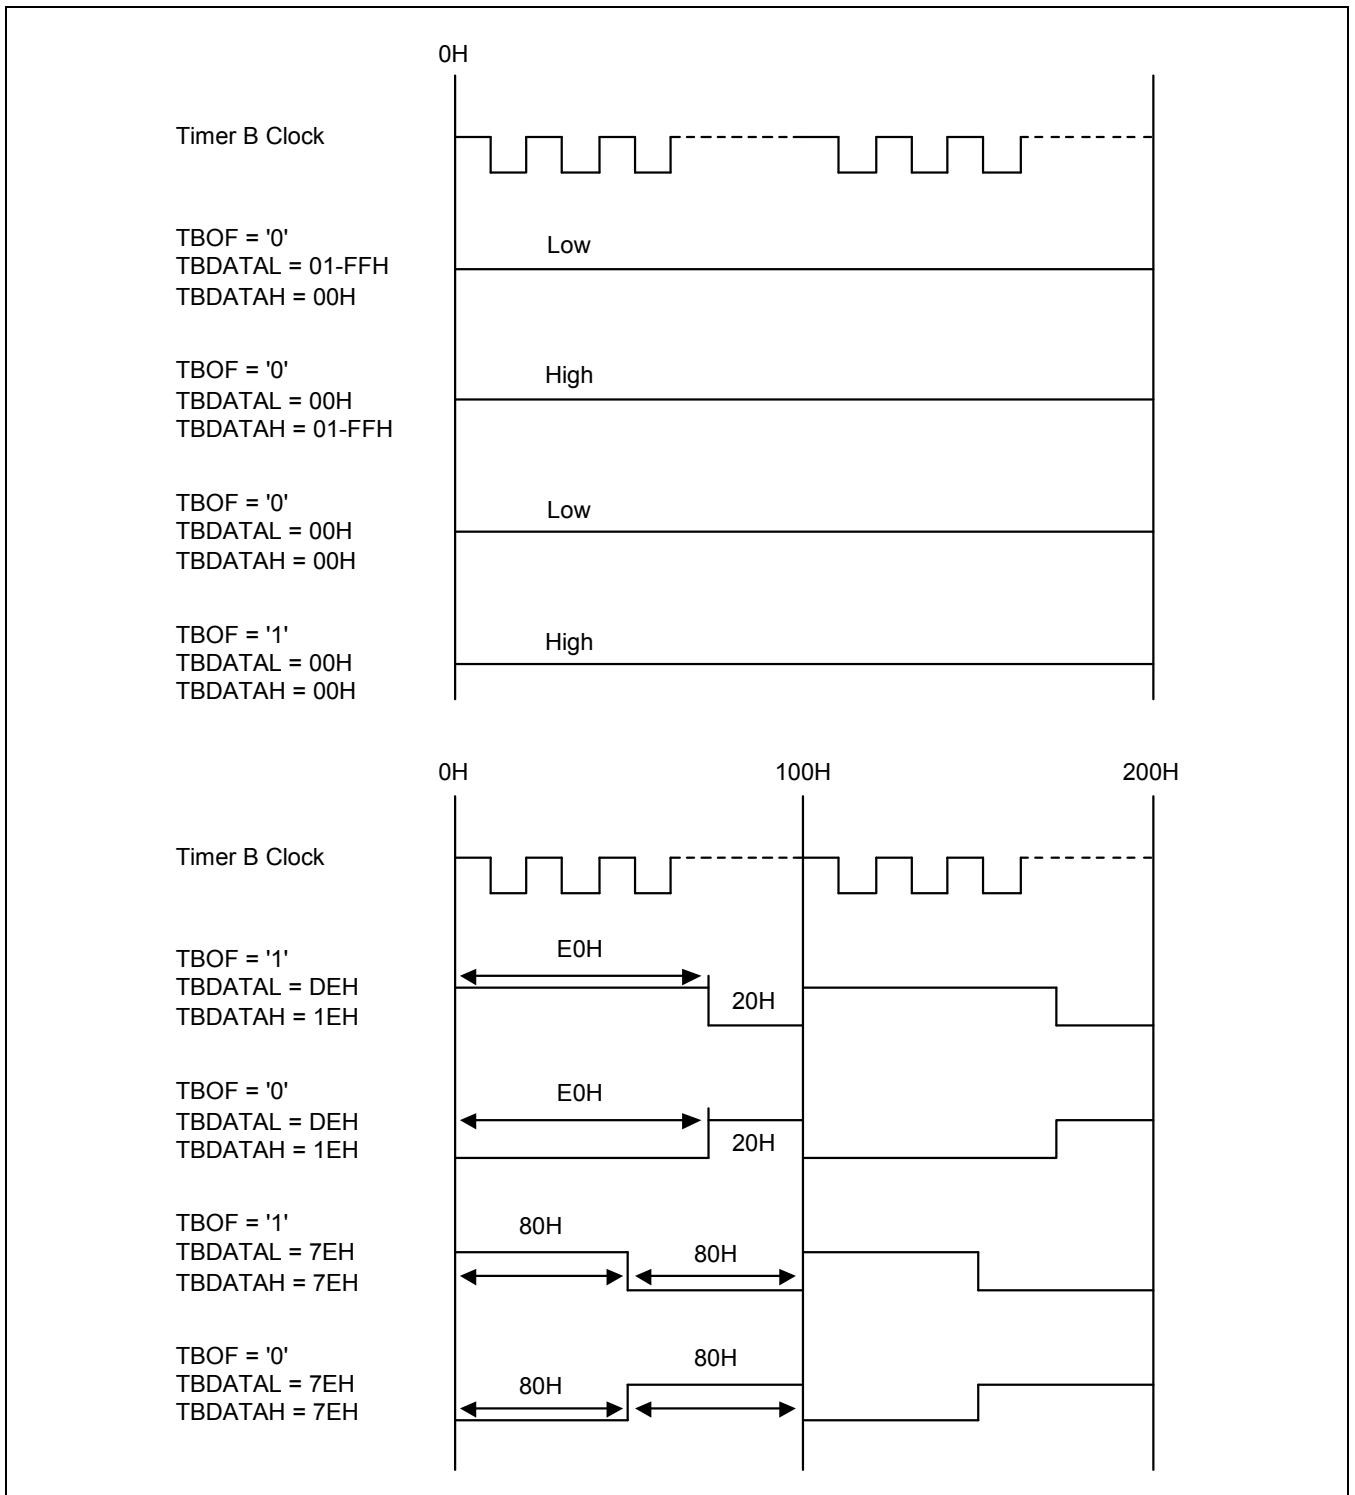 0H
Timer B Clock
TBOF = '0'
TBDATAL = 01-FFH
TBDATAH = 00H
Low
TBOF = '0'
TBDATAL = 00H
TBDATAH = 01-FFH
High
TBOF = '0'
TBDATAL = 00H
TBDATAH = 00H
Low
TBOF = '1'
TBDATAL = 00H
TBDATAH = 00H
High
0H 100H 200H
Timer B Clock
TBOF = '1'
TBDATAL = DEH
TBDATAH = 1EH
E0H
20H
TBOF = '0'
TBDATAL = DEH
TBDATAH = 1EH
E0H
20H
TBOF = '1'
TBDATAL = 7EH
TBDATAH = 7EH
80H
80H
TBOF = '0'
TBDATAL = 7EH
TBDATAH = 7EH
80H
80H